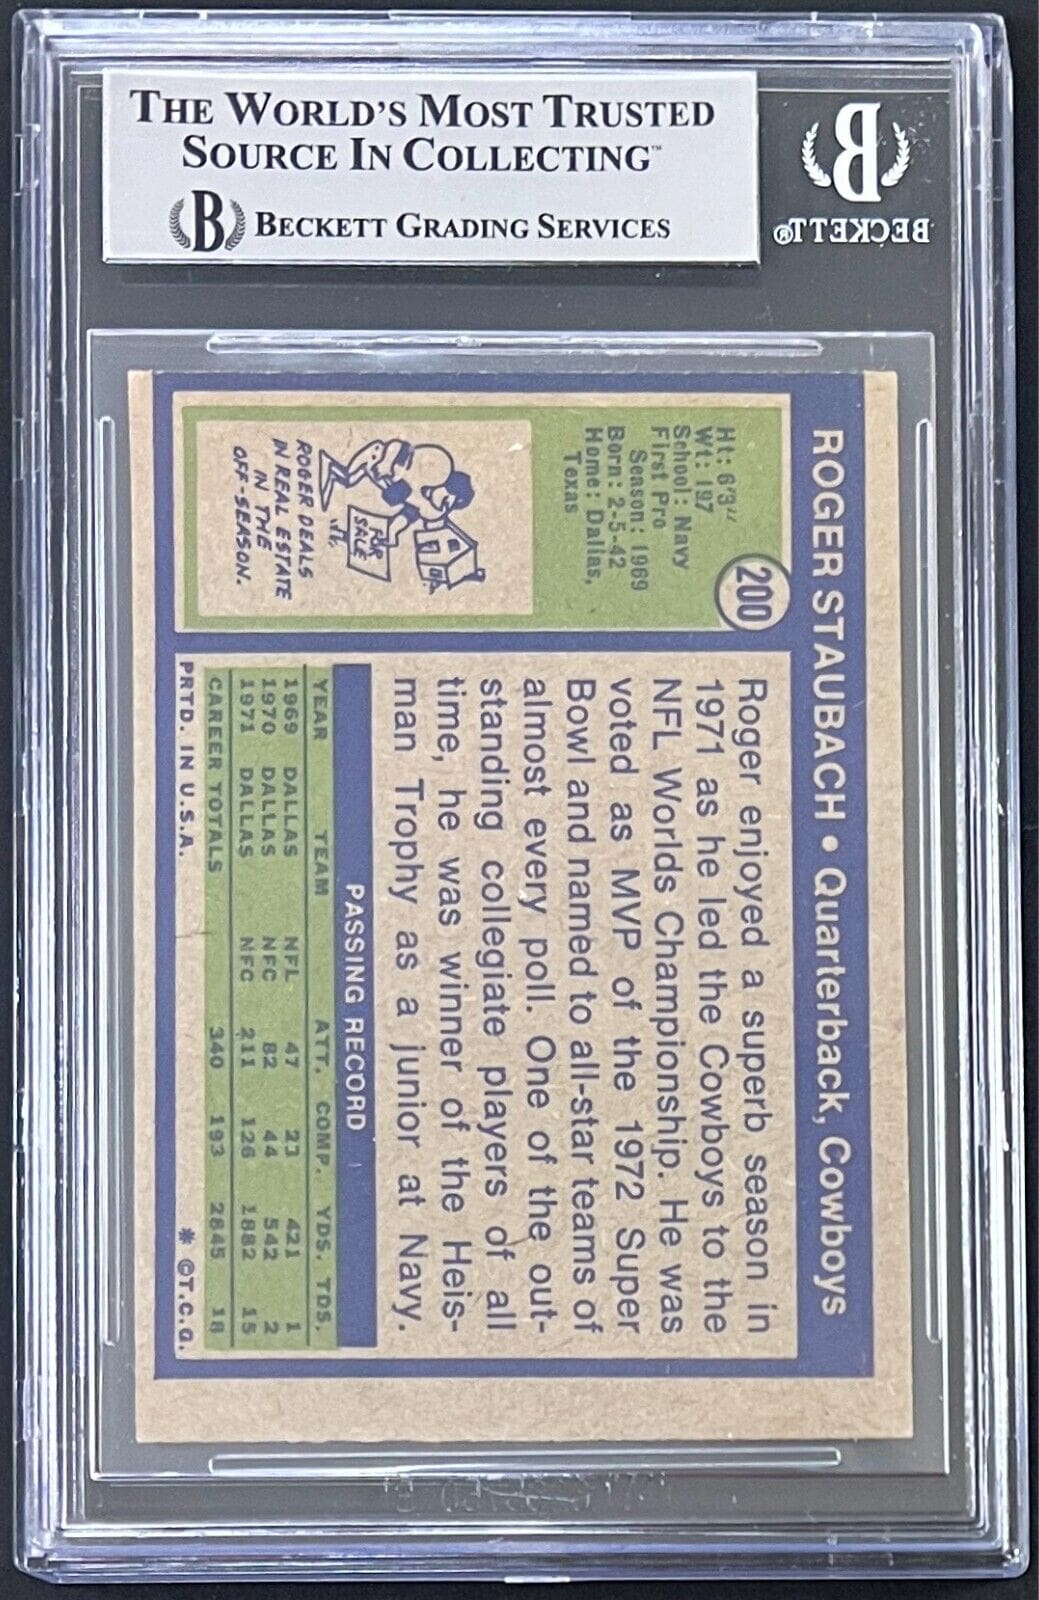 THE WORLD'S MOST TRUSTED
SOURCE IN COLLECTING™
B BECKETT GRADING SERVICES
B
BECKETT®
ROGER STAUBACH • Quarterback, Cowboys
200
Ht: 6'3"
Wt: 197
School: Navy
First Pro
Season: 1969
Born: 2-5-42
Home: Dallas,
Texas
FOR
SALE
ROGER DEALS
IN REAL ESTATE
IN THE
OFF-SEASON.
Roger enjoyed a superb season in
1971 as he led the Cowboys to the
NFL Worlds Championship. He was
voted as MVP of the 1972 Super
Bowl and named to all-star teams of
almost every poll. One of the out-
standing collegiate players of all
time, he was winner of the Heis-
man Trophy as a junior at Navy.
PASSING RECORD
YEAR TEAM ATT. COMP. YDS. TDS.
1969 DALLAS NFL 47 23 421 1
1970 DALLAS NFC 82 44 542 2
1971 DALLAS NFC 211 126 1882 15
CAREER TOTALS 340 193 2845 18
PRTD. IN U.S.A. * ©T.C.G.